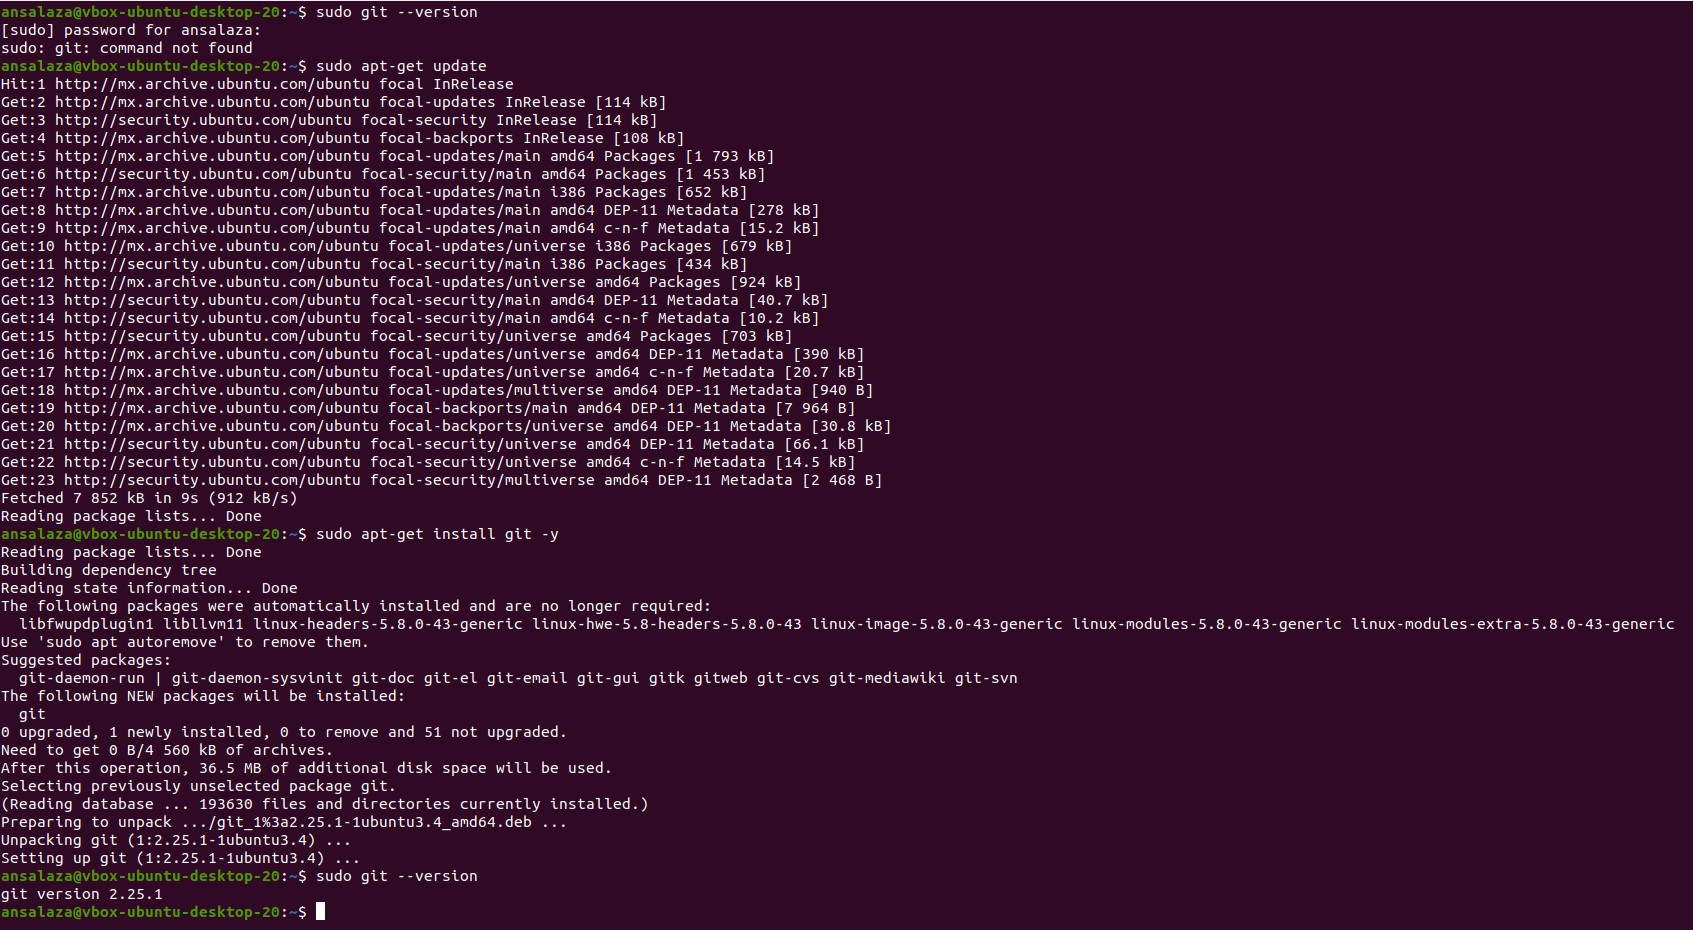 ansalaza@vbox-ubuntu-desktop-20:~$ sudo git --version
[sudo] password for ansalaza:
sudo: git: command not found
ansalaza@vbox-ubuntu-desktop-20:~$ sudo apt-get update
Hit:1 http://mx.archive.ubuntu.com/ubuntu focal InRelease
Get:2 http://mx.archive.ubuntu.com/ubuntu focal-updates InRelease [114 kB]
Get:3 http://security.ubuntu.com/ubuntu focal-security InRelease [114 kB]
Get:4 http://mx.archive.ubuntu.com/ubuntu focal-backports InRelease [108 kB]
Get:5 http://mx.archive.ubuntu.com/ubuntu focal-updates/main amd64 Packages [1 793 kB]
Get:6 http://security.ubuntu.com/ubuntu focal-security/main amd64 Packages [1 453 kB]
Get:7 http://mx.archive.ubuntu.com/ubuntu focal-updates/main i386 Packages [652 kB]
Get:8 http://mx.archive.ubuntu.com/ubuntu focal-updates/main amd64 DEP-11 Metadata [278 kB]
Get:9 http://mx.archive.ubuntu.com/ubuntu focal-updates/main amd64 c-n-f Metadata [15.2 kB]
Get:10 http://mx.archive.ubuntu.com/ubuntu focal-updates/universe i386 Packages [679 kB]
Get:11 http://security.ubuntu.com/ubuntu focal-security/main i386 Packages [434 kB]
Get:12 http://mx.archive.ubuntu.com/ubuntu focal-updates/universe amd64 Packages [924 kB]
Get:13 http://security.ubuntu.com/ubuntu focal-security/main amd64 DEP-11 Metadata [40.7 kB]
Get:14 http://security.ubuntu.com/ubuntu focal-security/main amd64 c-n-f Metadata [10.2 kB]
Get:15 http://security.ubuntu.com/ubuntu focal-security/universe amd64 Packages [703 kB]
Get:16 http://mx.archive.ubuntu.com/ubuntu focal-updates/universe amd64 DEP-11 Metadata [390 kB]
Get:17 http://mx.archive.ubuntu.com/ubuntu focal-updates/universe amd64 c-n-f Metadata [20.7 kB]
Get:18 http://mx.archive.ubuntu.com/ubuntu focal-updates/multiverse amd64 DEP-11 Metadata [940 B]
Get:19 http://mx.archive.ubuntu.com/ubuntu focal-backports/main amd64 DEP-11 Metadata [7 964 B]
Get:20 http://mx.archive.ubuntu.com/ubuntu focal-backports/universe amd64 DEP-11 Metadata [30.8 kB]
Get:21 http://security.ubuntu.com/ubuntu focal-security/universe amd64 DEP-11 Metadata [66.1 kB]
Get:22 http://security.ubuntu.com/ubuntu focal-security/universe amd64 c-n-f Metadata [14.5 kB]
Get:23 http://security.ubuntu.com/ubuntu focal-security/multiverse amd64 DEP-11 Metadata [2 468 B]
Fetched 7 852 kB in 9s (912 kB/s)
Reading package lists... Done
ansalaza@vbox-ubuntu-desktop-20:~$ sudo apt-get install git -y
Reading package lists... Done
Building dependency tree
Reading state information... Done
The following packages were automatically installed and are no longer required:
  libfwupdplugin1 libllvm11 linux-headers-5.8.0-43-generic linux-hwe-5.8-headers-5.8.0-43 linux-image-5.8.0-43-generic linux-modules-5.8.0-43-generic linux-modules-extra-5.8.0-43-generic
Use 'sudo apt autoremove' to remove them.
Suggested packages:
  git-daemon-run | git-daemon-sysvinit git-doc git-el git-email git-gui gitk gitweb git-cvs git-mediawiki git-svn
The following NEW packages will be installed:
  git
0 upgraded, 1 newly installed, 0 to remove and 51 not upgraded.
Need to get 0 B/4 560 kB of archives.
After this operation, 36.5 MB of additional disk space will be used.
Selecting previously unselected package git.
(Reading database ... 193630 files and directories currently installed.)
Preparing to unpack .../git_1%3a2.25.1-1ubuntu3.4_amd64.deb ...
Unpacking git (1:2.25.1-1ubuntu3.4) ...
Setting up git (1:2.25.1-1ubuntu3.4) ...
ansalaza@vbox-ubuntu-desktop-20:~$ sudo git --version
git version 2.25.1
ansalaza@vbox-ubuntu-desktop-20:~$